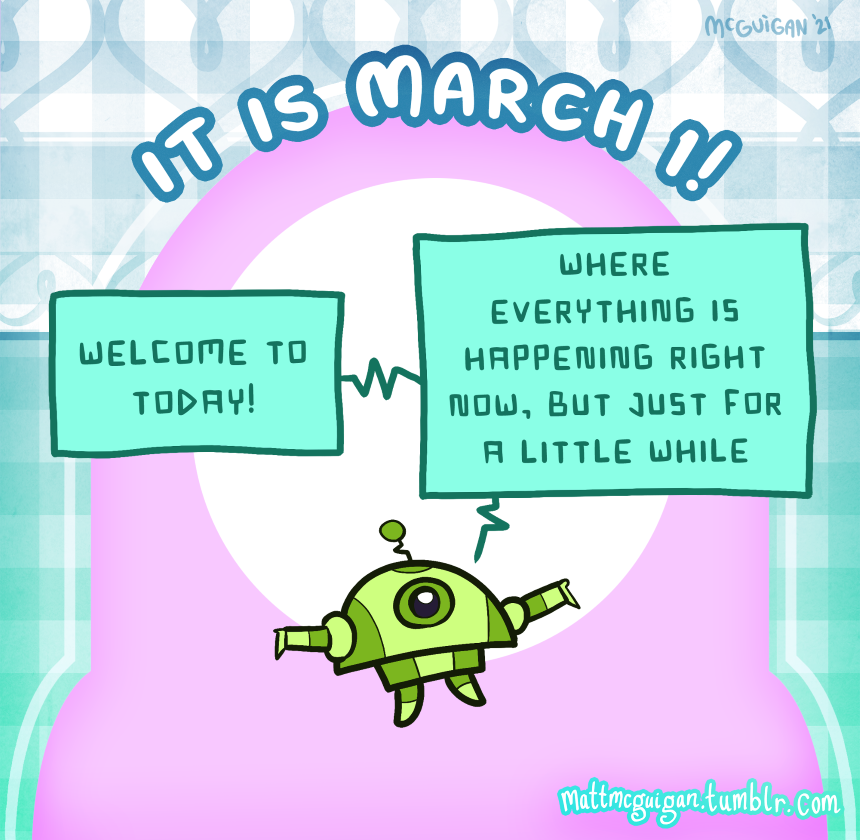 McGUiGAN '21
IT IS MARCH 1!
WELCOME TO
TODAY!
WHERE
EVERYTHING IS
HAPPENING RIGHT
NOW, BUT JUST FOR
A LITTLE WHILE
mattmcguigan.tumblr.com